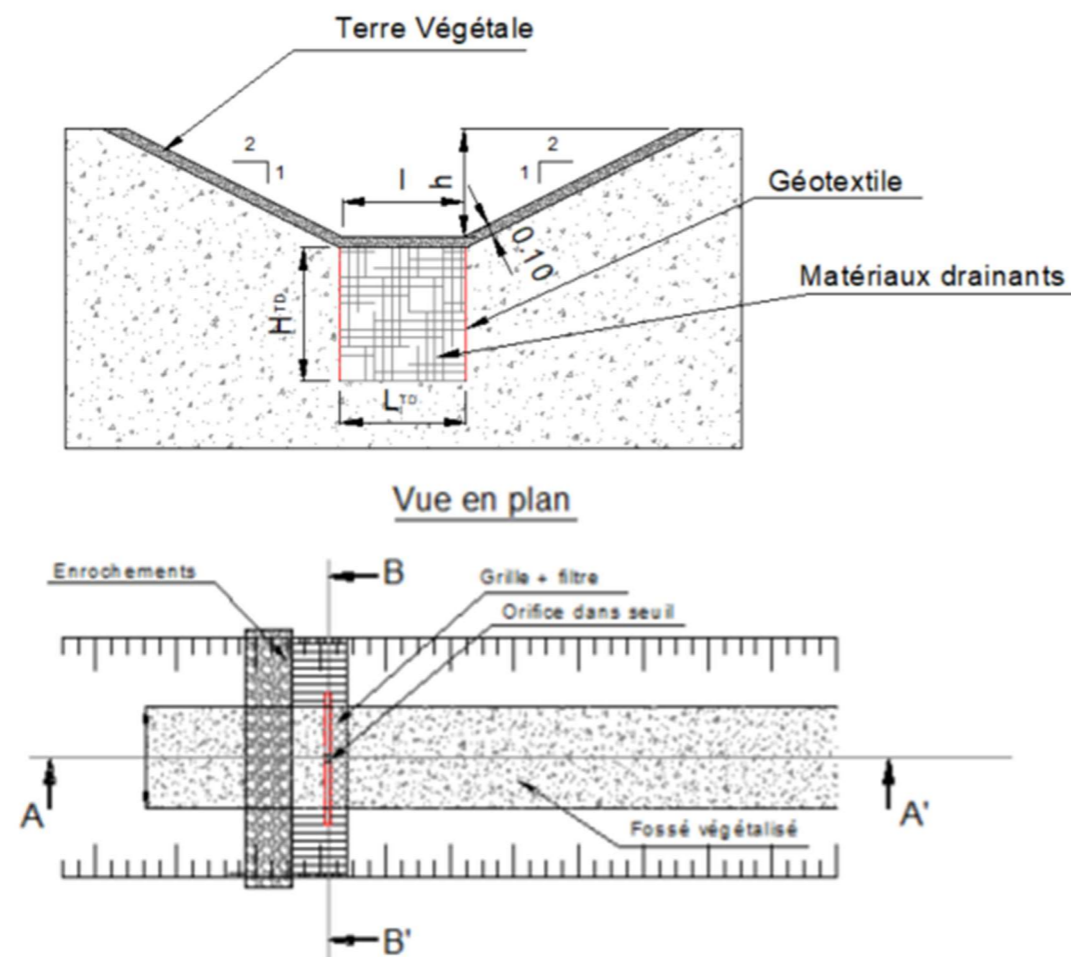 Terre Végétale
2
1
l
h
2
1
0.10
Géotextile
Matériaux drainants
HTD
LTD
Vue en plan
Enrochements
B
Grille + filtre
Orifice dans seuil
A
A'
Fossé végétalisé
B'